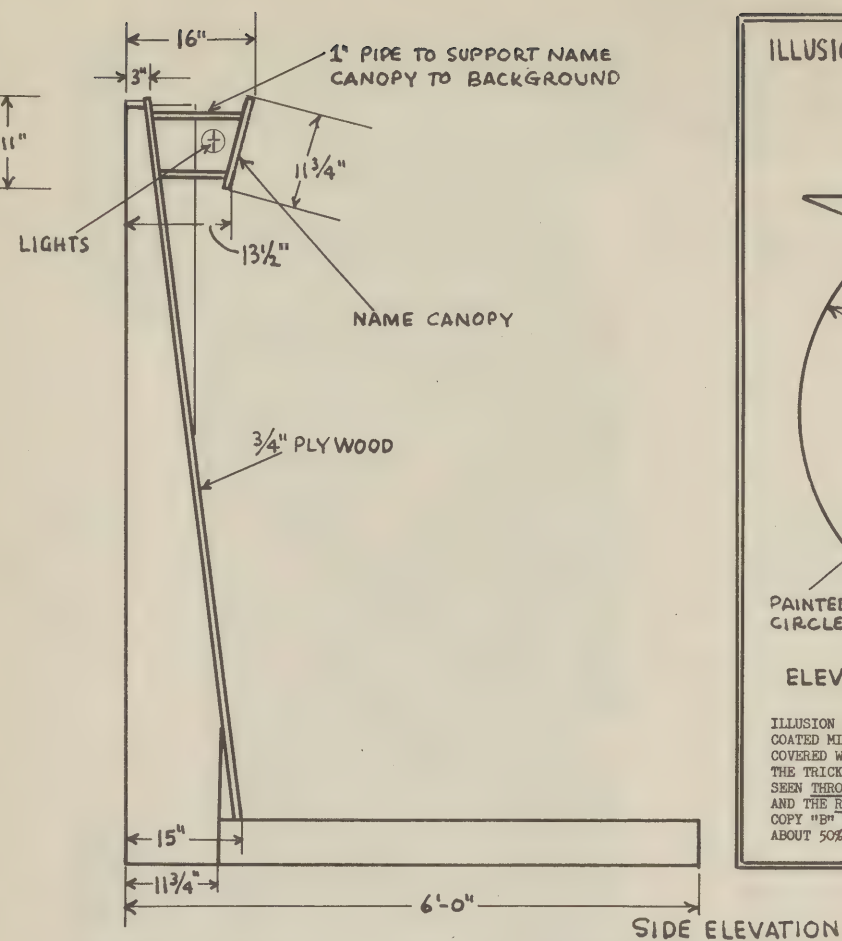 16"
3"
1" PIPE TO SUPPORT NAME
CANOPY TO BACKGROUND
11"
11 3/4"
LIGHTS
13 1/2"
NAME CANOPY
3/4" PLYWOOD
15"
11 3/4"
6'-0"
SIDE ELEVATION
PAINTED
CIRCLE
ELEV
ILLUSION
COATED MI
COVERED W
THE TRICK
SEEN THRO
AND THE R
COPY "B"
ABOUT 50%